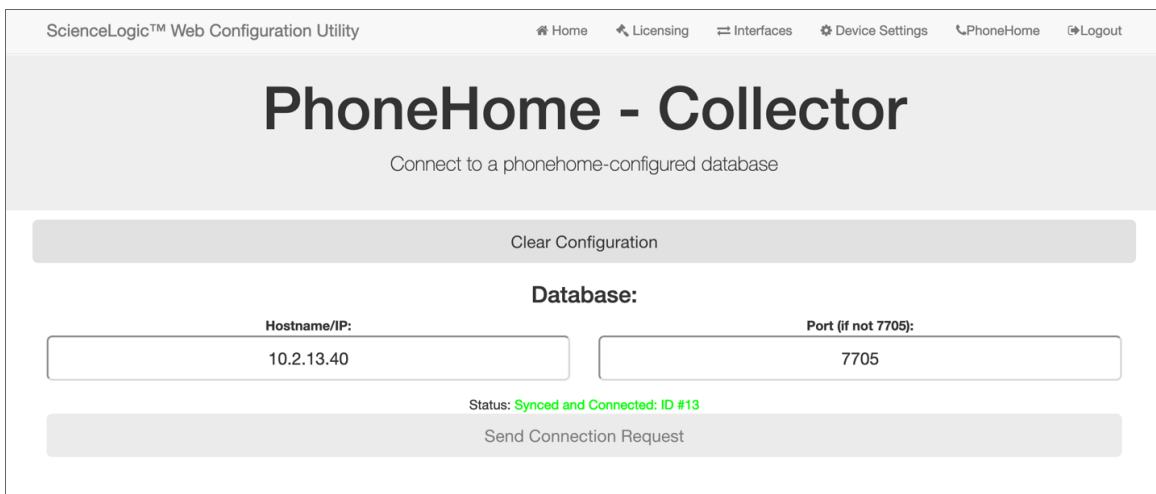 ScienceLogic™ Web Configuration Utility Home Licensing Interfaces Device Settings PhoneHome Logout
PhoneHome - Collector
Connect to a phonehome-configured database
Clear Configuration
Database:
Hostname/IP: Port (if not 7705):
10.2.13.40 7705
Status: Synced and Connected: ID #13
Send Connection Request